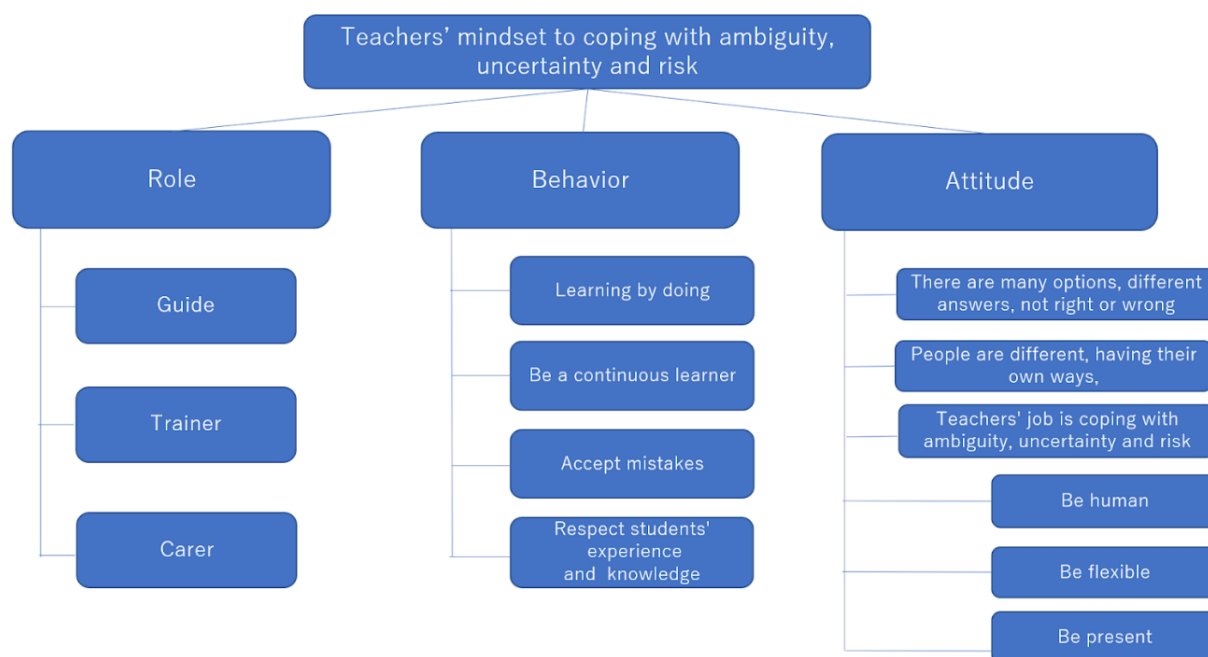 Teachers’ mindset to coping with ambiguity,
uncertainty and risk
Role
Guide
Trainer
Carer
Behavior
Learning by doing
Be a continuous learner
Accept mistakes
Respect students'
experience
and knowledge
Attitude
There are many options, different
answers, not right or wrong
People are different, having their
own ways,
Teachers' job is coping with
ambiguity, uncertainty and risk
Be human
Be flexible
Be present